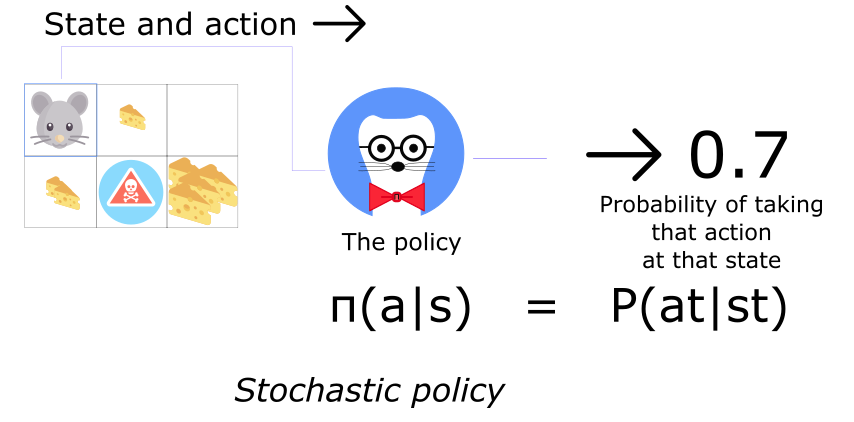 State and action →
The policy
→ 0.7
Probability of taking
that action
at that state
π(a|s) = P(at|st)
Stochastic policy